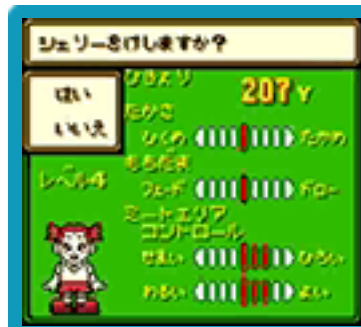 シェリーをけしますか?
はい
いいえ
ひきょり
207Y
たかさ
ひくめ
たかめ
もちだま
フェード
ドロー
レベル4
ミートエリア
コントロール
せまい
ひろい
わるい
よい